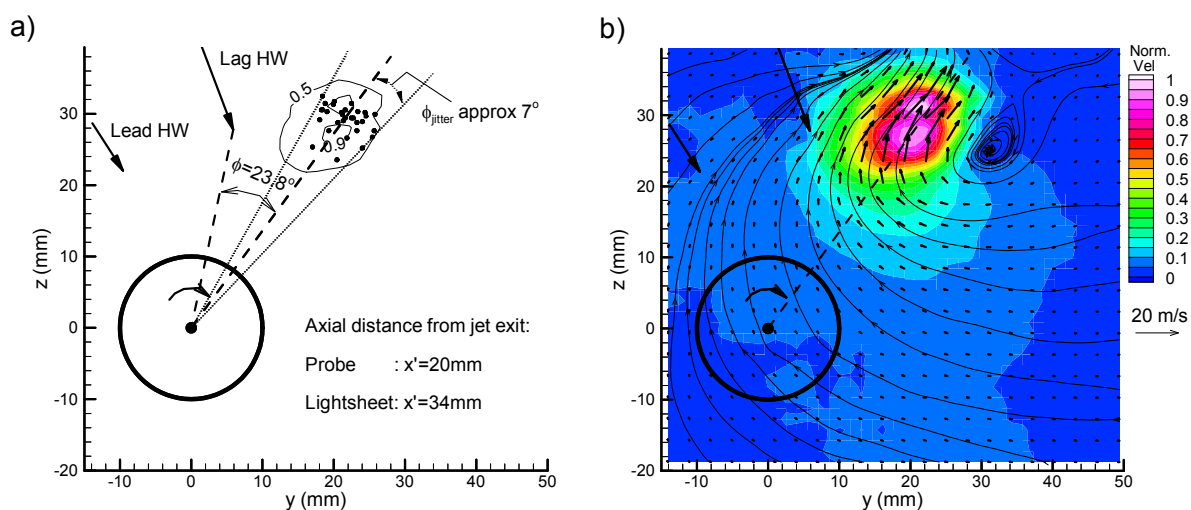 a)
Lag HW
Lead HW
0.5
0.9
ϕjitter approx 7°
ϕ=23.8°
Axial distance from jet exit:
Probe : x'=20mm
Lightsheet: x'=34mm
30
20
10
0
-10
-20
z (mm)
-10 0 10 20 30 40 50
y (mm)
b)
30
20
10
0
-10
-20
z (mm)
-10 0 10 20 30 40 50
y (mm)
Norm.
Vel
1
0.9
0.8
0.7
0.6
0.5
0.4
0.3
0.2
0.1
0
20 m/s